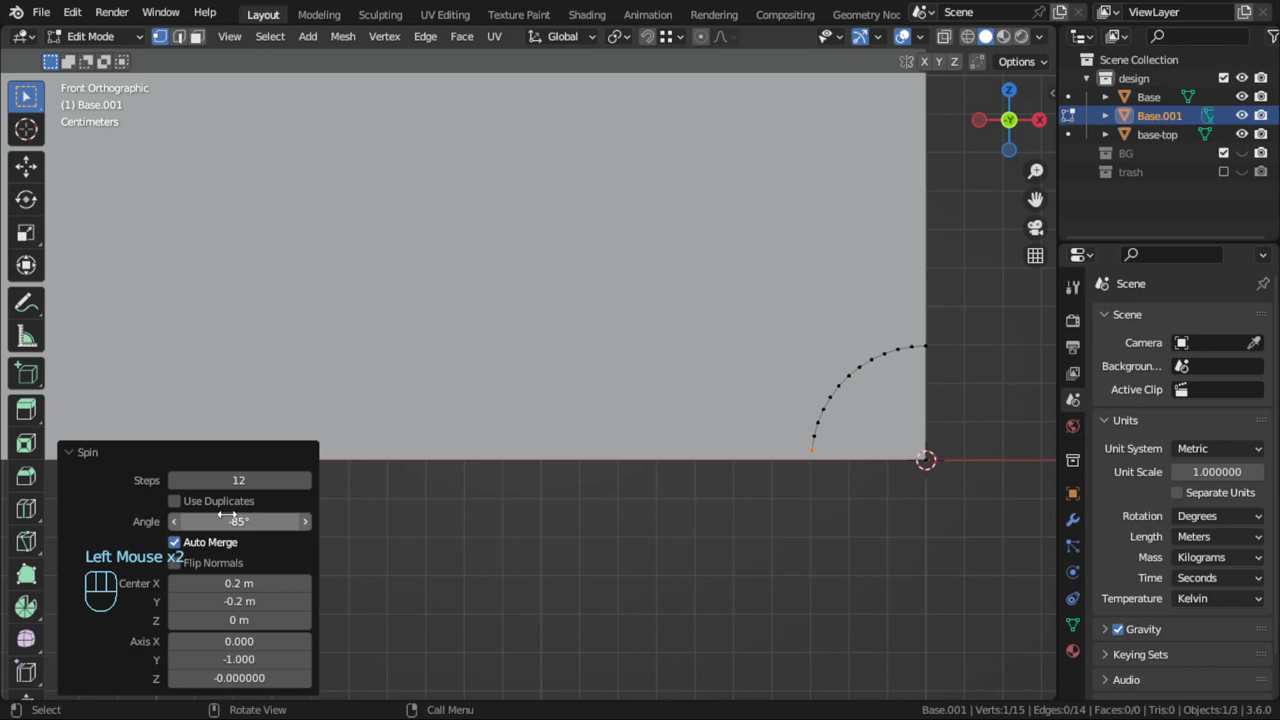 File Edit Render Window Help Layout Modeling Sculpting UV Editing Texture Paint Shading Animation Rendering Compositing Geometry Noc Scene ViewLayer
Edit Mode View Select Add Mesh Vertex Edge Face UV Global
X Y Z Options
Scene Collection
design
Base
Base.001
base-top
BG
trash
Front Orthographic
(1) Base.001
Centimeters
Z
-Y
X
Scene
Scene
Camera
Backgroun...
Active Clip
Units
Unit System Metric
Unit Scale 1.000000
Separate Units
Rotation Degrees
Length Meters
Mass Kilograms
Time Seconds
Temperature Kelvin
Gravity
Keying Sets
Audio
Spin
Steps 12
Use Duplicates
Angle -85°
Auto Merge
Left Mouse x2
Flip Normals
Center X 0.2 m
Y -0.2 m
Z 0 m
Axis X 0.000
Y -1.000
Z -0.000000
Select Rotate View Call Menu Base.001 | Verts:1/15 | Edges:0/14 | Faces:0/0 | Tris:0 | Objects:1/3 | 3.6.0